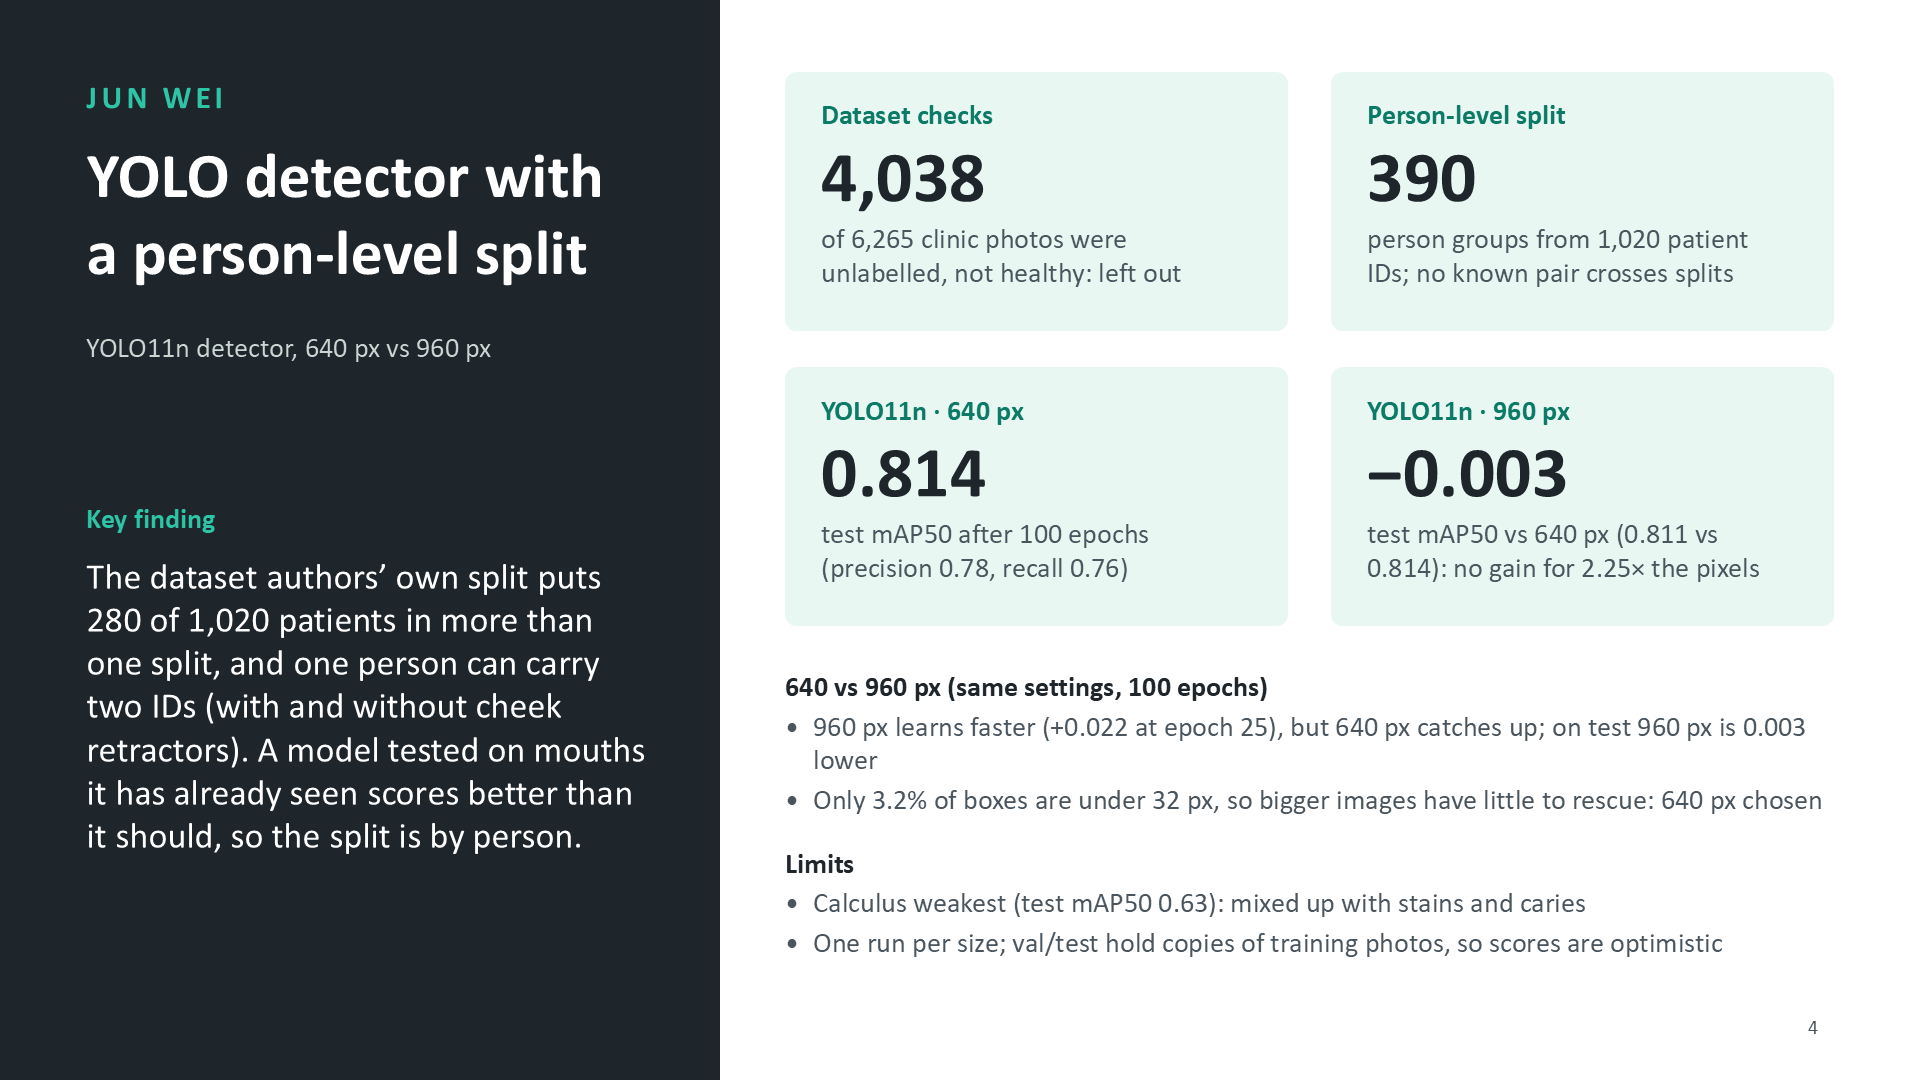 JUN WEI
YOLO detector with
a person-level split
YOLO11n detector, 640 px vs 960 px
Key finding
The dataset authors’ own split puts
280 of 1,020 patients in more than
one split, and one person can carry
two IDs (with and without cheek
retractors). A model tested on mouths
it has already seen scores better than
it should, so the split is by person.
Dataset checks
4,038
of 6,265 clinic photos were
unlabelled, not healthy: left out
Person-level split
390
person groups from 1,020 patient
IDs; no known pair crosses splits
YOLO11n · 640 px
0.814
test mAP50 after 100 epochs
(precision 0.78, recall 0.76)
YOLO11n · 960 px
−0.003
test mAP50 vs 640 px (0.811 vs
0.814): no gain for 2.25× the pixels
640 vs 960 px (same settings, 100 epochs)
• 960 px learns faster (+0.022 at epoch 25), but 640 px catches up; on test 960 px is 0.003
lower
• Only 3.2% of boxes are under 32 px, so bigger images have little to rescue: 640 px chosen
Limits
• Calculus weakest (test mAP50 0.63): mixed up with stains and caries
• One run per size; val/test hold copies of training photos, so scores are optimistic
4